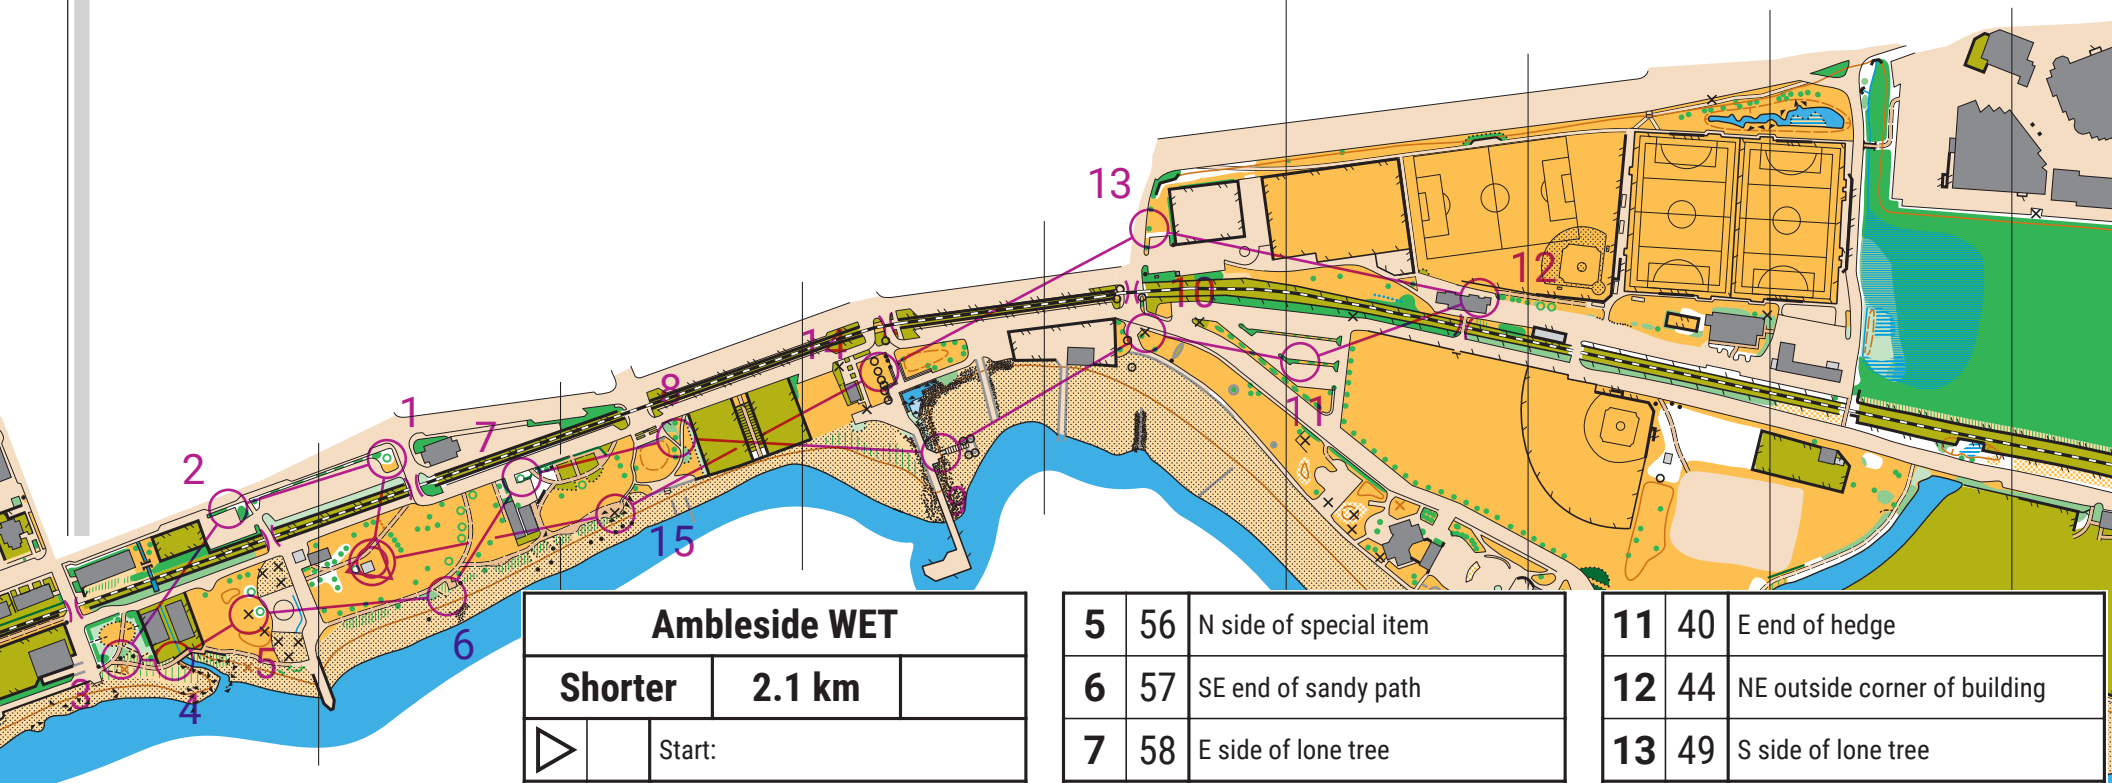 13
12
10
14
8
1
7
11
2
15
6
5
3
4
Ambleside WET
Shorter 2.1 km
Start:
5 56 N side of special item
6 57 SE end of sandy path
7 58 E side of lone tree
11 40 E end of hedge
12 44 NE outside corner of building
13 49 S side of lone tree